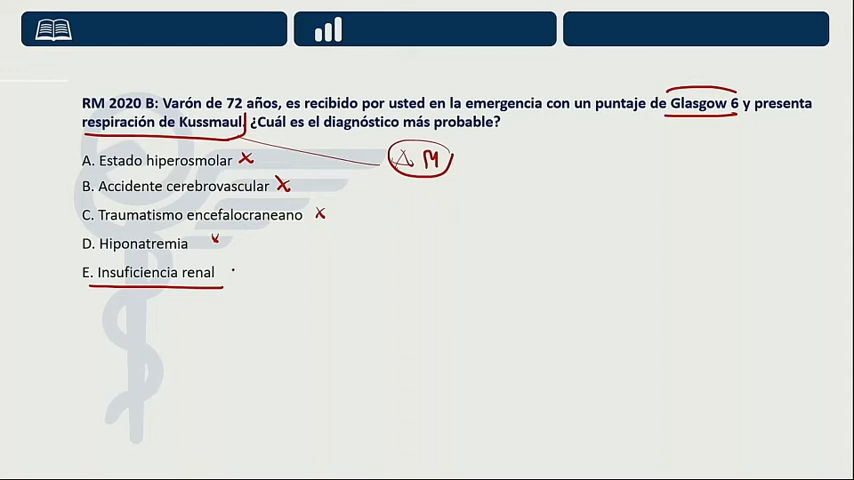 RM 2020 B: Varón de 72 años, es recibido por usted en la emergencia con un puntaje de Glasgow 6 y presenta
respiración de Kussmaul. ¿Cuál es el diagnóstico más probable?
A. Estado hiperosmolar
B. Accidente cerebrovascular
C. Traumatismo encefalocraneano
D. Hiponatremia
E. Insuficiencia renal